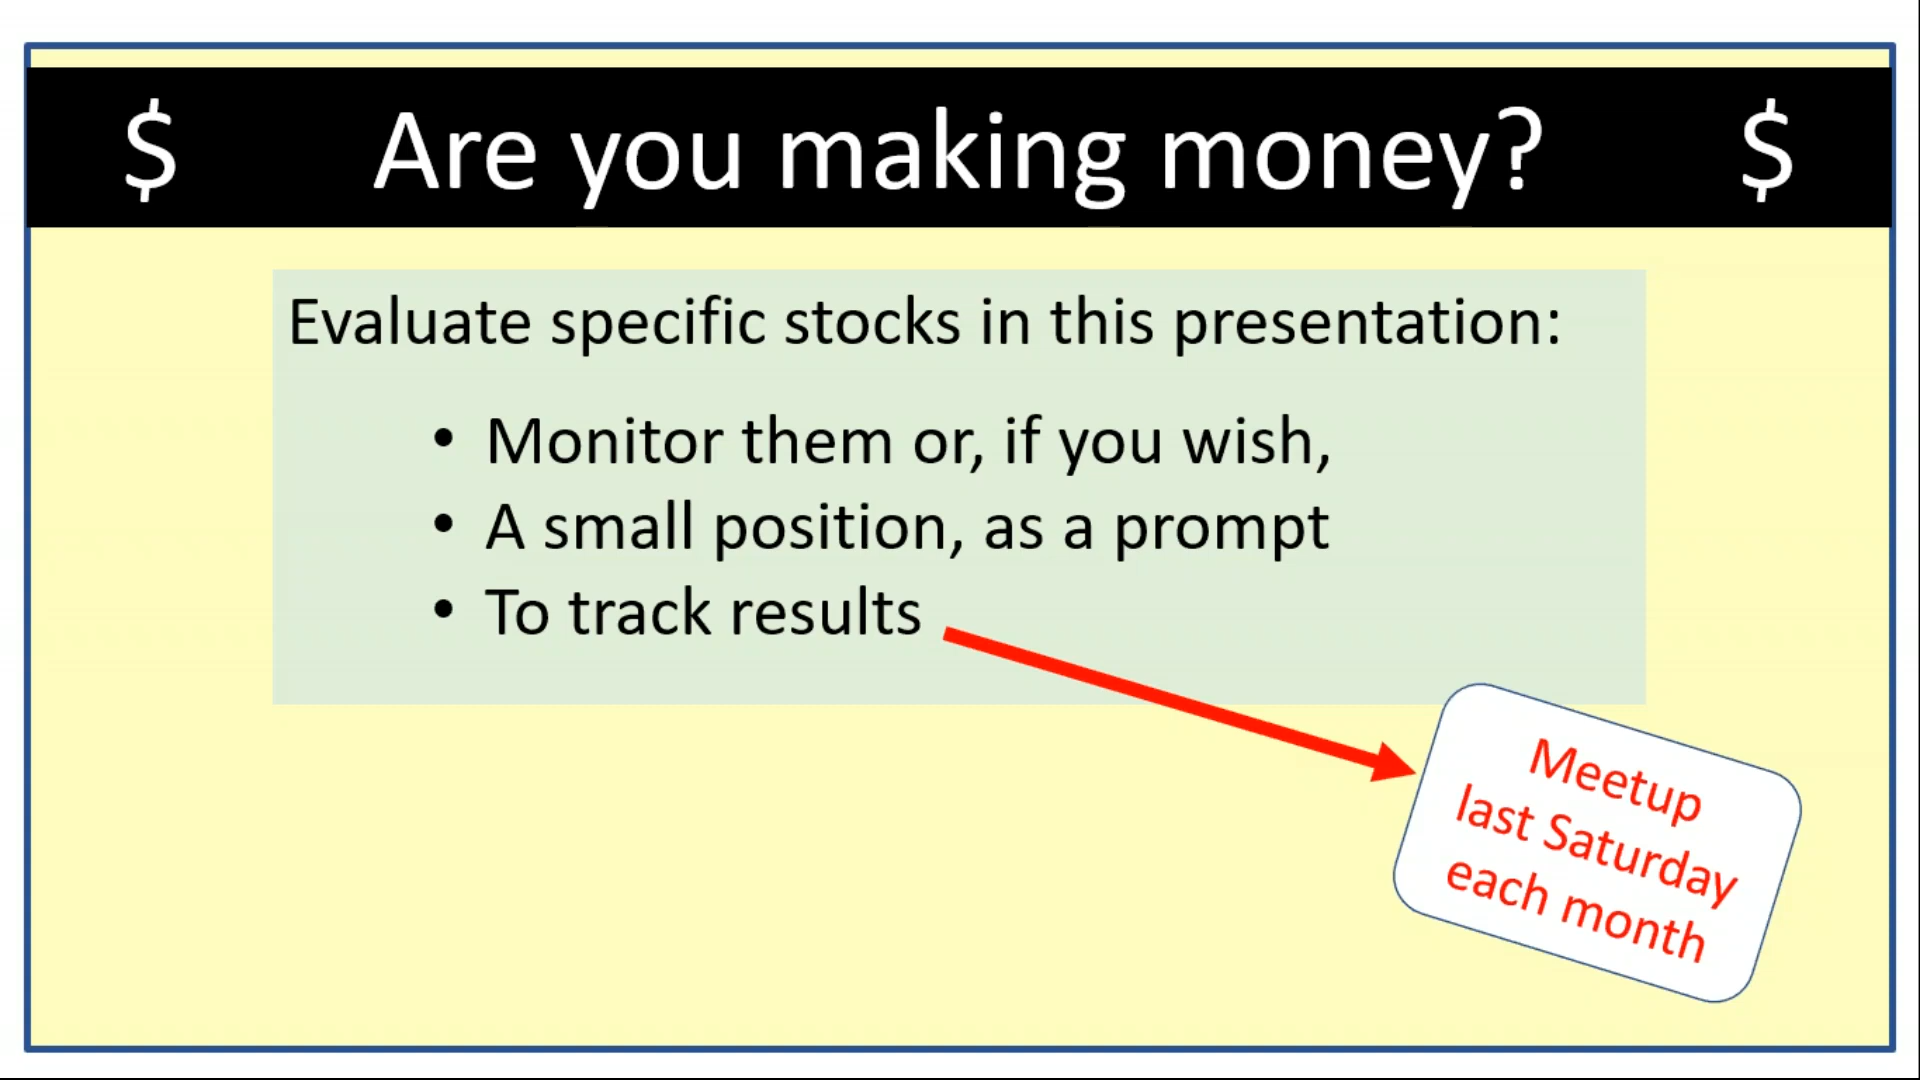 $ Are you making money? $
Evaluate specific stocks in this presentation:
• Monitor them or, if you wish,
• A small position, as a prompt
• To track results
Meetup
last Saturday
each month